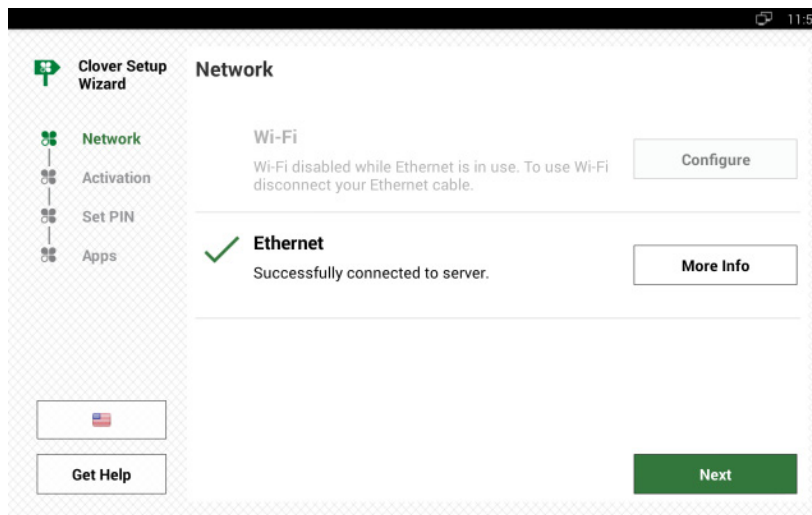 11:5
Clover Setup
Wizard
Network
Activation
Set PIN
Apps
Get Help
Network
Wi-Fi
Wi-Fi disabled while Ethernet is in use. To use Wi-Fi
disconnect your Ethernet cable.
Configure
Ethernet
Successfully connected to server.
More Info
Next